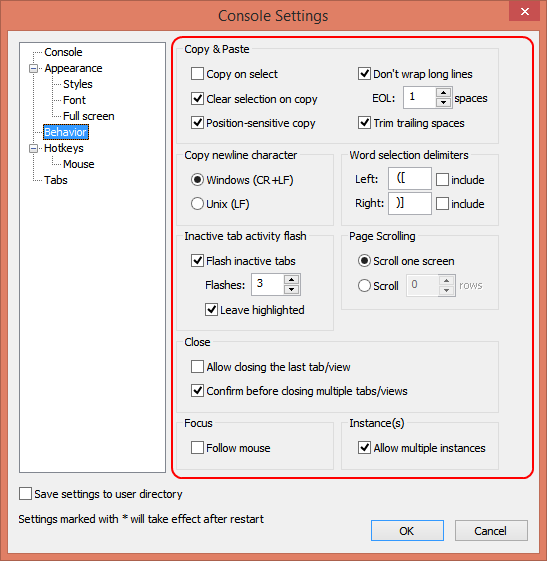 Console Settings
Console
Appearance
Styles
Font
Full screen
Behavior
Hotkeys
Mouse
Tabs
Copy & Paste
Copy on select
Don't wrap long lines
Clear selection on copy
EOL: 1 spaces
Position-sensitive copy
Trim trailing spaces
Copy newline character
Windows (CR+LF)
Unix (LF)
Word selection delimiters
Left: ([ include
Right: )] include
Inactive tab activity flash
Flash inactive tabs
Flashes: 3
Leave highlighted
Page Scrolling
Scroll one screen
Scroll 0 rows
Close
Allow closing the last tab/view
Confirm before closing multiple tabs/views
Focus
Follow mouse
Instance(s)
Allow multiple instances
Save settings to user directory
Settings marked with * will take effect after restart
OK
Cancel